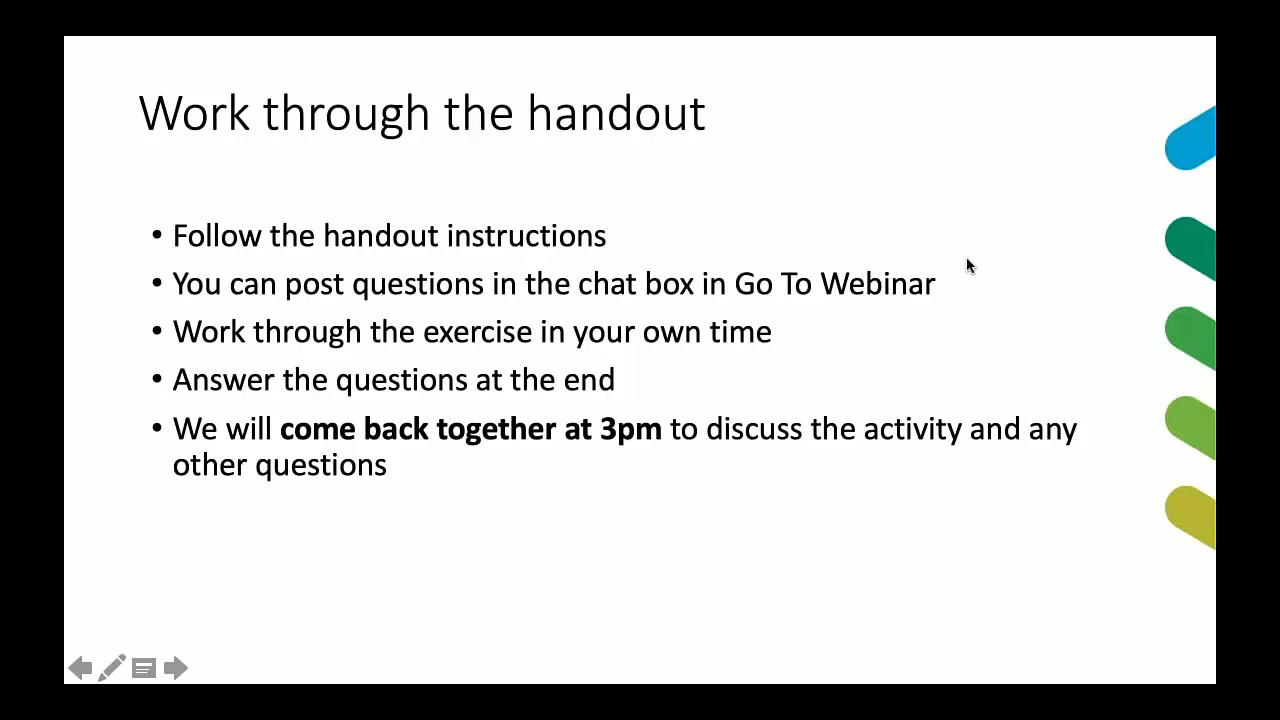 Work through the handout
• Follow the handout instructions
• You can post questions in the chat box in Go To Webinar
• Work through the exercise in your own time
• Answer the questions at the end
• We will come back together at 3pm to discuss the activity and any
other questions